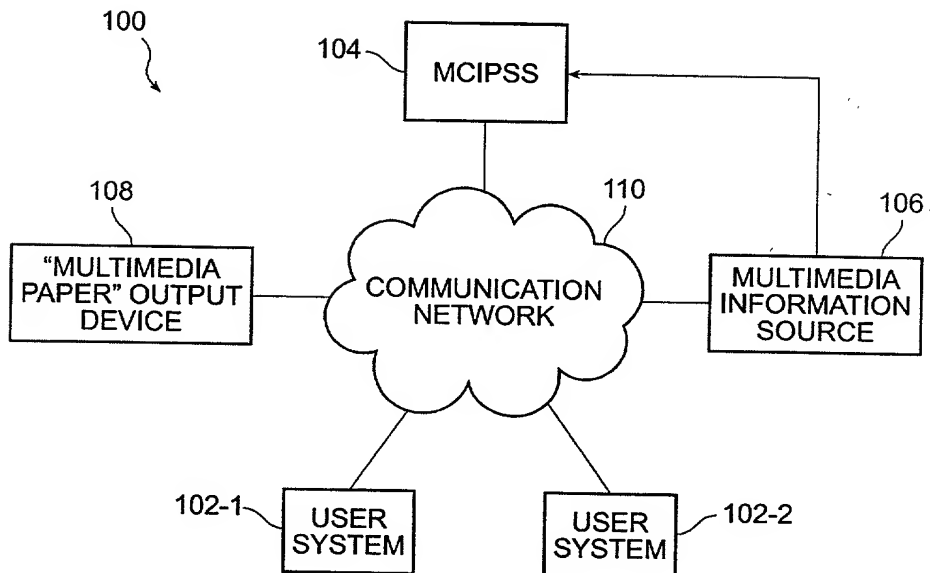 100
104
MCIPSS
108
110
106
“MULTIMEDIA
PAPER” OUTPUT
DEVICE
COMMUNICATION
NETWORK
MULTIMEDIA
INFORMATION
SOURCE
102-1
USER
SYSTEM
USER
SYSTEM
102-2